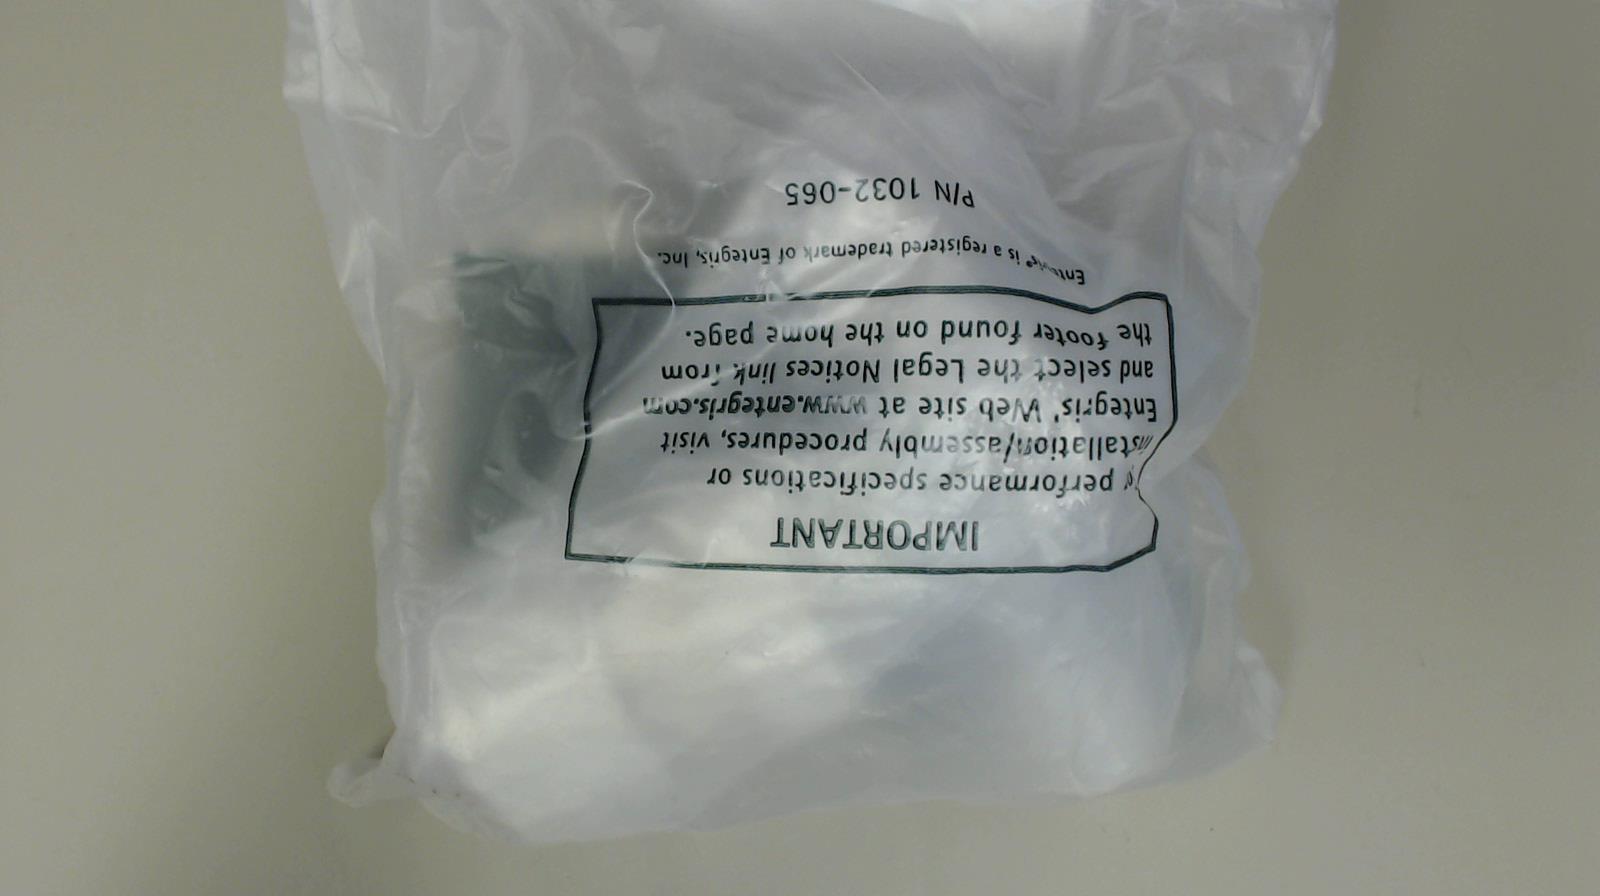 IMPORTANT
performance specifications or
installation/assembly procedures, visit
Entegris' Web site at www.entegris.com
and select the Legal Notices link from
the footer found on the home page.
Entegris® is a registered trademark of Entegris, Inc.
P/N 1032-065